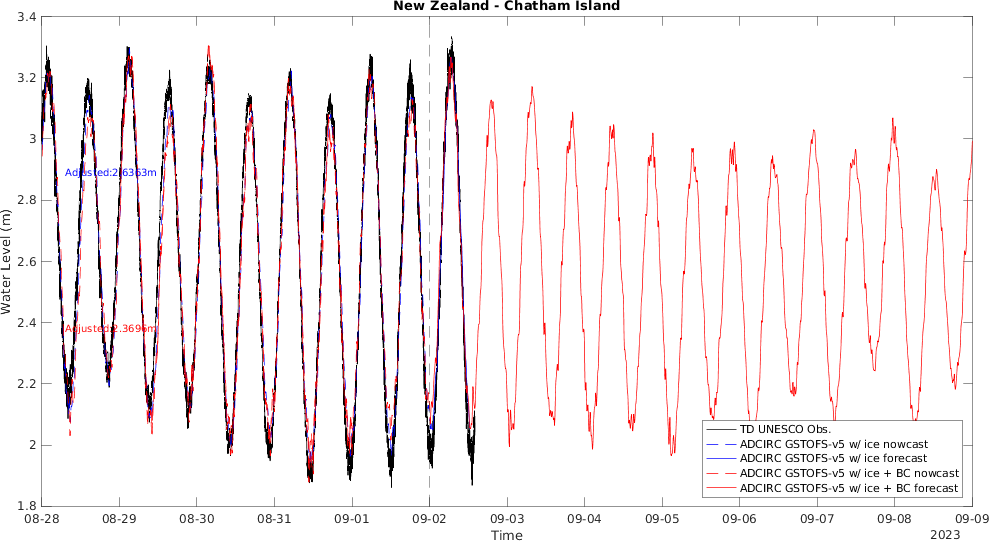 New Zealand - Chatham Island
3.4
3.2
3
2.8
2.6
2.4
2.2
2
1.8
Water Level (m)
Adjusted:2.6363m
Adjusted:2.3696m
TD UNESCO Obs.
ADCIRC GSTOFS-v5 w/ ice nowcast
ADCIRC GSTOFS-v5 w/ ice forecast
ADCIRC GSTOFS-v5 w/ ice + BC nowcast
ADCIRC GSTOFS-v5 w/ ice + BC forecast
08-28 08-29 08-30 08-31 09-01 09-02 09-03 09-04 09-05 09-06 09-07 09-08 09-09
Time
2023